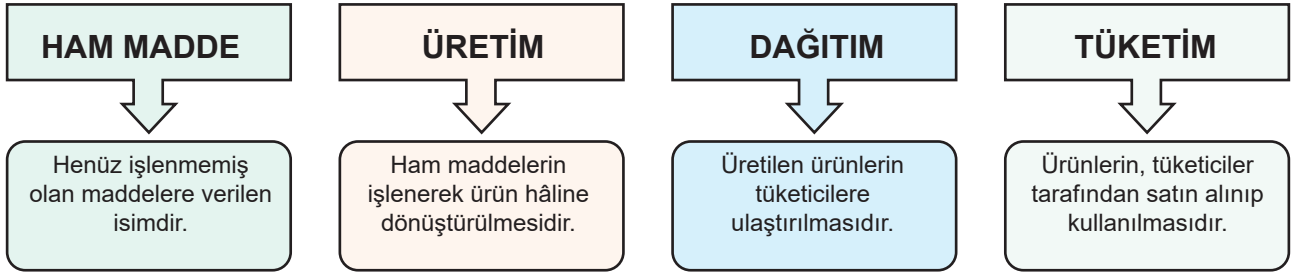 HAM MADDE
Henüz işlenmemiş
olan maddelere verilen
isimdir.
ÜRETİM
Ham maddelerin
işlenerek ürün hâline
dönüştürülmesidir.
DAĞITIM
Üretilen ürünlerin
tüketicilere
ulaştırılmasıdır.
TÜKETİM
Ürünlerin, tüketiciler
tarafından satın alınıp
kullanılmasıdır.